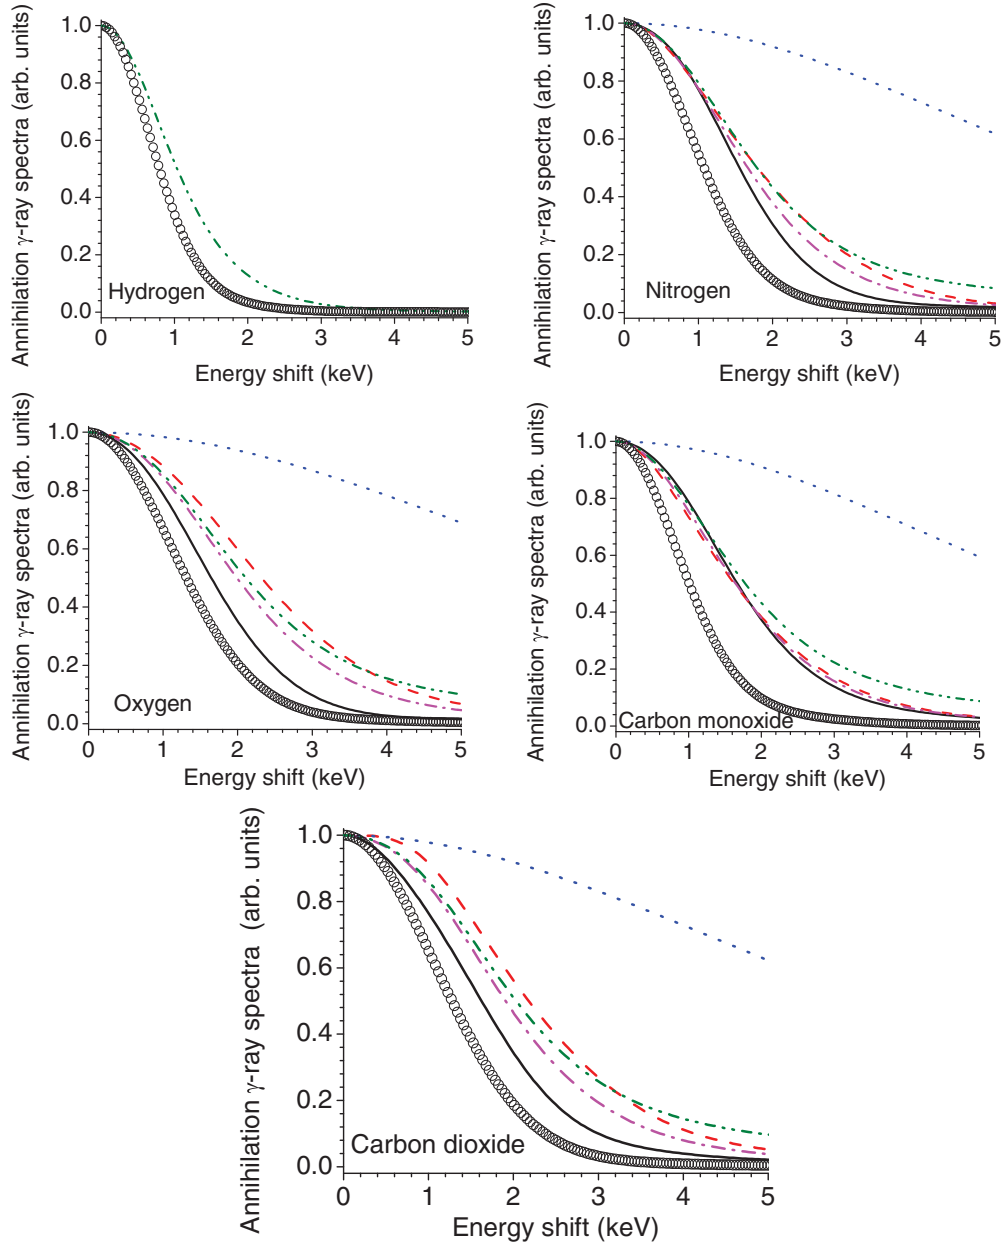 Annihilation γ-ray spectra (arb. units)
1.0
0.8
0.6
0.4
0.2
0.0
Hydrogen
0 1 2 3 4 5
Energy shift (keV)
Annihilation γ-ray spectra (arb. units)
1.0
0.8
0.6
0.4
0.2
0.0
Nitrogen
0 1 2 3 4 5
Energy shift (keV)
Annihilation γ-ray spectra (arb. units)
1.0
0.8
0.6
0.4
0.2
0.0
Oxygen
0 1 2 3 4 5
Energy shift (keV)
Annihilation γ-ray spectra (arb. units)
1.0
0.8
0.6
0.4
0.2
0.0
Carbon monoxide
0 1 2 3 4 5
Energy shift (keV)
Annihilation γ-ray spectra (arb. units)
1.0
0.8
0.6
0.4
0.2
0.0
Carbon dioxide
0 1 2 3 4 5
Energy shift (keV)